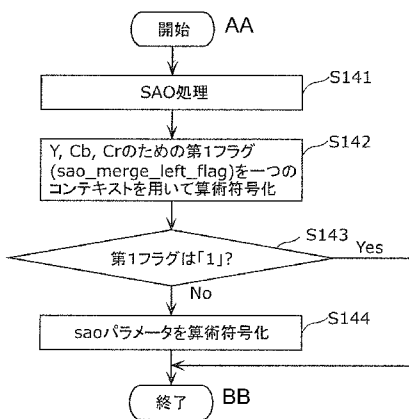 開始 AA
SAO処理 S141
S142
Y, Cb, Crのための第1フラグ
(sao_merge_left_flag)を一つの
コンテキストを用いて算術符号化
S143
第1フラグは「1」? Yes
No
saoパラメータを算術符号化 S144
終了 BB